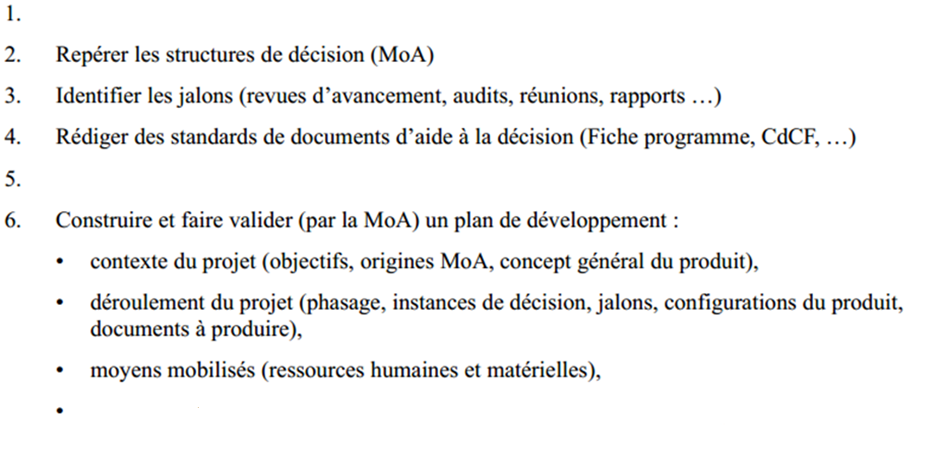 1.
2. Repérer les structures de décision (MoA)
3. Identifier les jalons (revues d’avancement, audits, réunions, rapports …)
4. Rédiger des standards de documents d’aide à la décision (Fiche programme, CdCF, …)
5.
6. Construire et faire valider (par la MoA) un plan de développement :
• contexte du projet (objectifs, origines MoA, concept général du produit),
• déroulement du projet (phasage, instances de décision, jalons, configurations du produit,
documents à produire),
• moyens mobilisés (ressources humaines et matérielles),
•